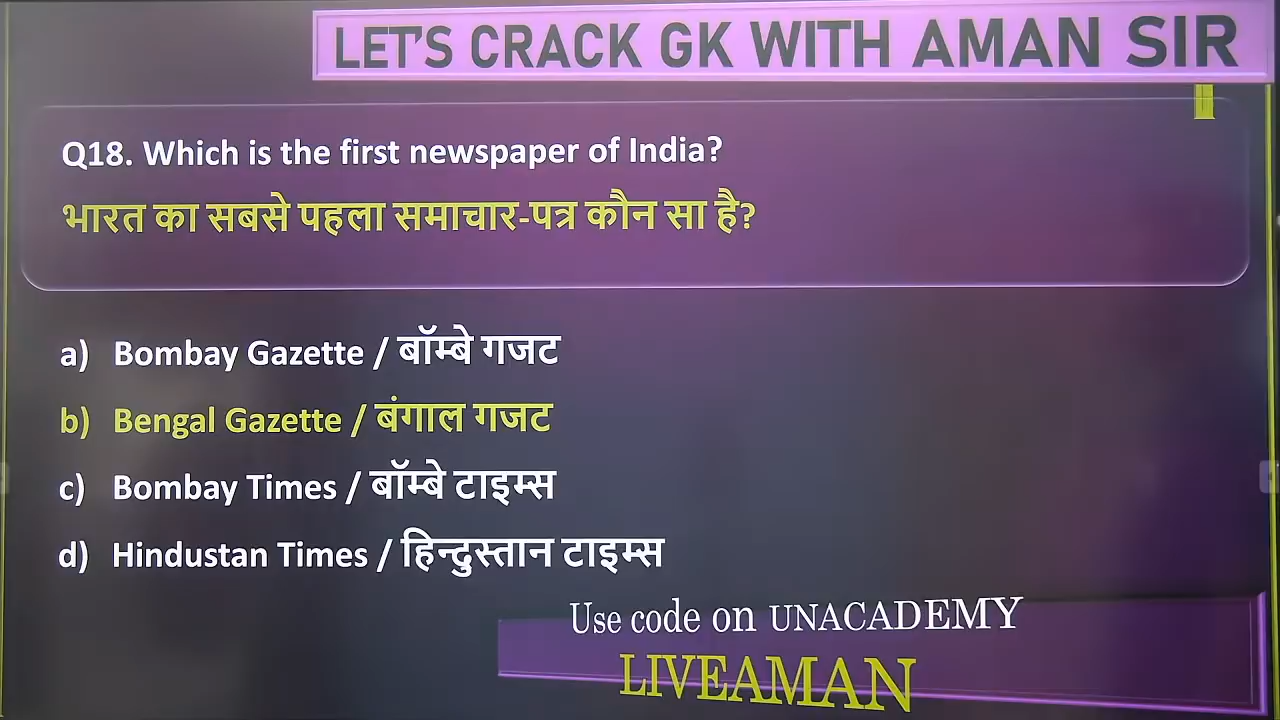 LET'S CRACK GK WITH AMAN SIR
Q18. Which is the first newspaper of India?
भारत का सबसे पहला समाचार-पत्र कौन सा है?
a) Bombay Gazette / बॉम्बे गजट
b) Bengal Gazette / बंगाल गजट
c) Bombay Times / बॉम्बे टाइम्स
d) Hindustan Times / हिन्दुस्तान टाइम्स
Use code on UNACADEMY
LIVEAMAN